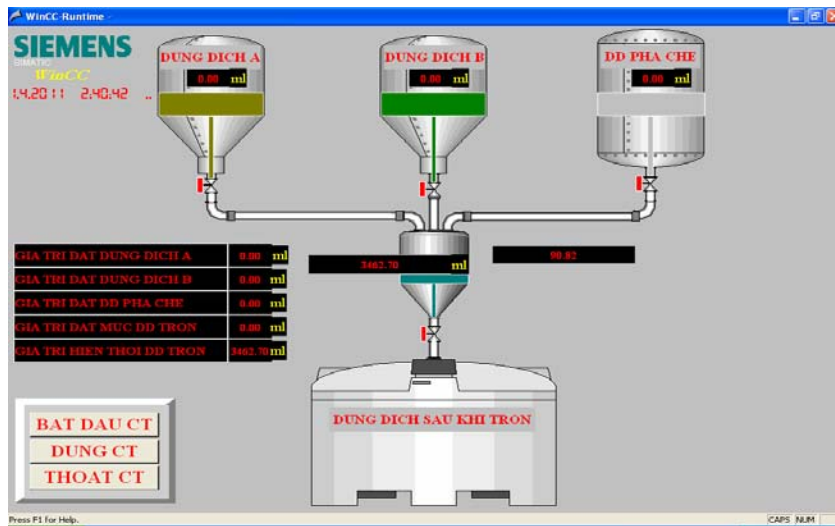 WinCC-Runtime -
SIEMENS
SIMATIC
WinCC
1.4.2011 2:40:42 ..
DUNG DICH A
0.00 ml
DUNG DICH B
0.00 ml
DD PHA CHE
0.00 ml
GIA TRI DAT DUNG DICH A 0.00 ml
GIA TRI DAT DUNG DICH B 0.00 ml
GIA TRI DAT DD PHA CHE 0.00 ml
GIA TRI DAT MUC DD TRON 0.00 ml
GIA TRI HIEN THOI DD TRON 3462.70 ml
3462.70 ml
90.82
BAT DAU CT
DUNG CT
THOAT CT
DUNG DICH SAU KHI TRON
Press F1 for Help.
CAPS NUM